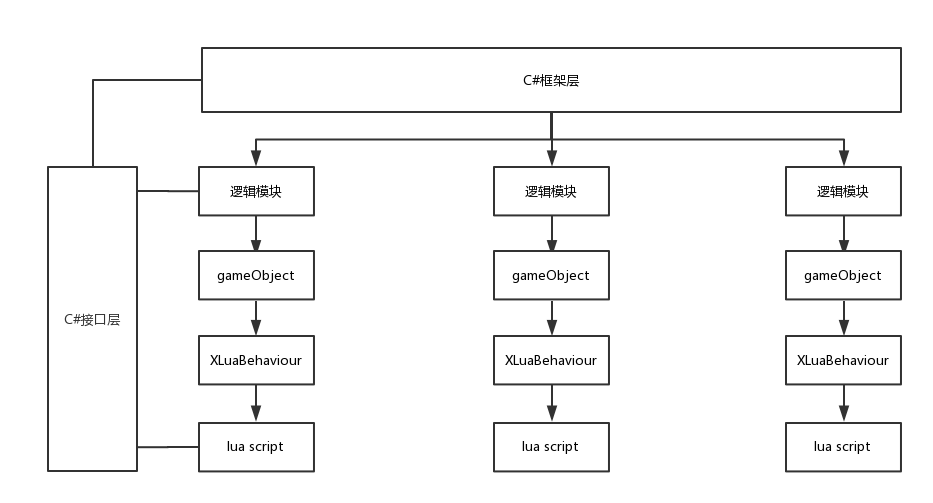 C#框架层
逻辑模块
逻辑模块
逻辑模块
gameObject
gameObject
gameObject
C#接口层
XLuaBehaviour
XLuaBehaviour
XLuaBehaviour
lua script
lua script
lua script